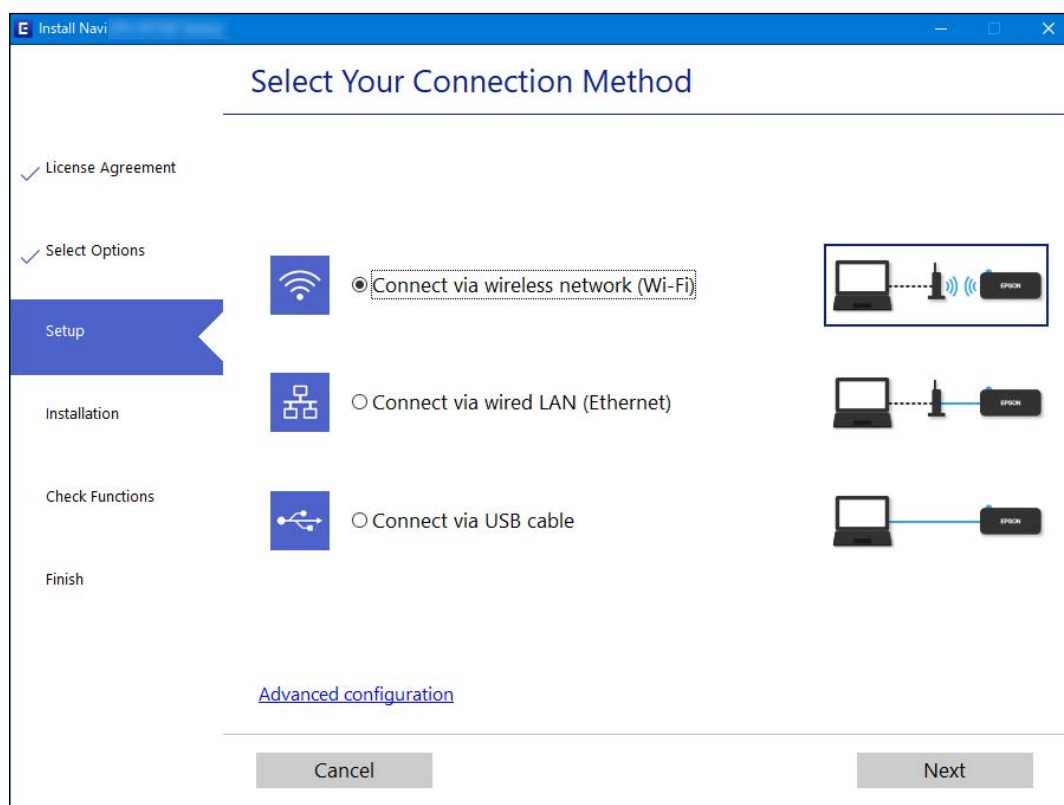 Install Navi
Select Your Connection Method
License Agreement
Select Options
Setup
Installation
Check Functions
Finish
Connect via wireless network (Wi-Fi)
EPSON
Connect via wired LAN (Ethernet)
EPSON
Connect via USB cable
EPSON
Advanced configuration
Cancel
Next